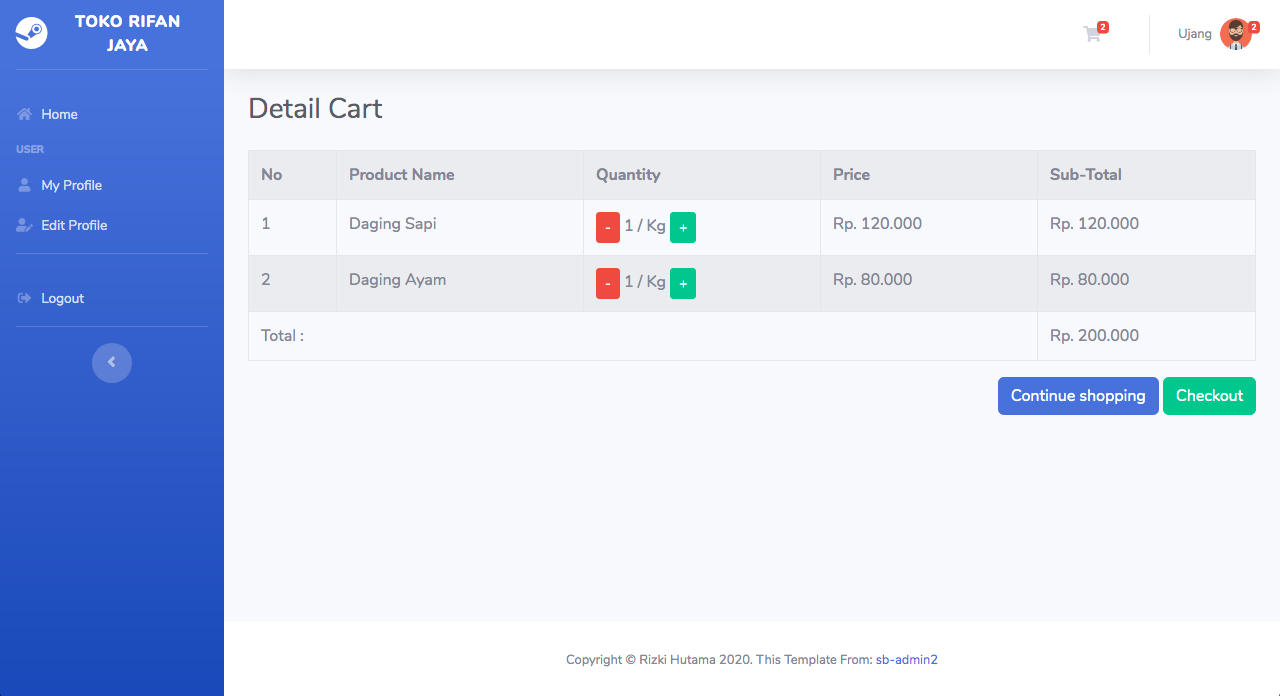 TOKO RIFAN
JAYA
2
Ujang
2
Home
USER
My Profile
Edit Profile
Logout
Detail Cart
No Product Name Quantity Price Sub-Total
1 Daging Sapi - 1 / Kg + Rp. 120.000 Rp. 120.000
2 Daging Ayam - 1 / Kg + Rp. 80.000 Rp. 80.000
Total : Rp. 200.000
Continue shopping Checkout
Copyright © Rizki Hutama 2020. This Template From: sb-admin2